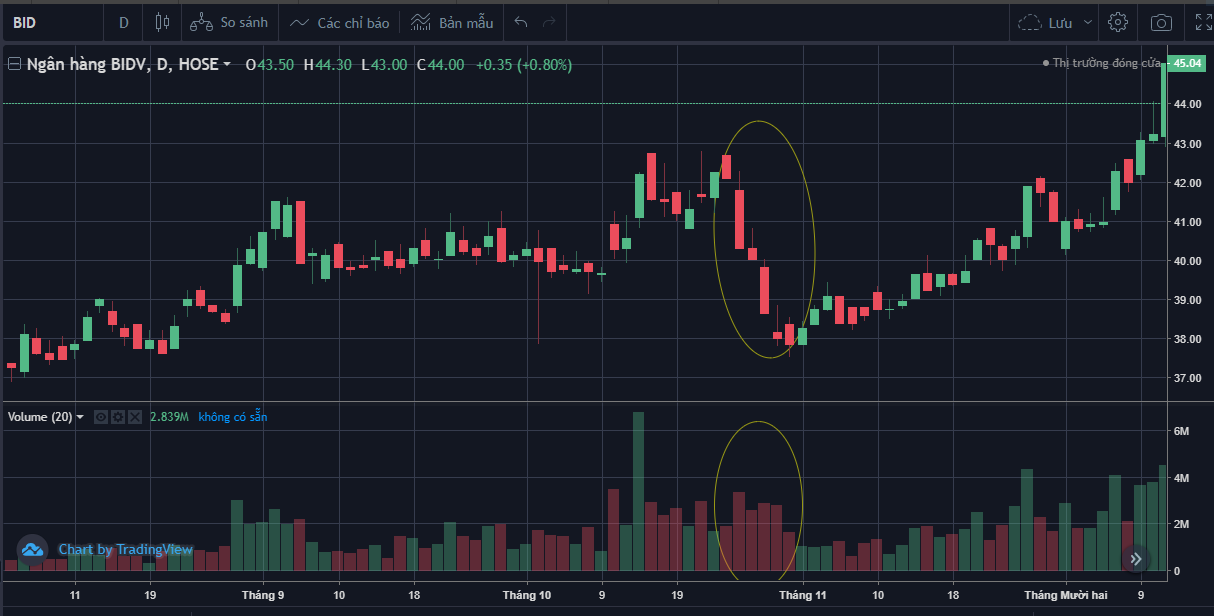 BID D So sánh Các chỉ báo Bản mẫu Lưu
Ngân hàng BIDV, D, HOSE O43.50 H44.30 L43.00 C44.00 +0.35 (+0.80%)
Thị trường đóng cửa 45.04
44.00
43.00
42.00
41.00
40.00
39.00
38.00
37.00
Volume (20) 2.839M không có sẵn
6M
4M
2M
Chart by TradingView
0
11 19 Tháng 9 10 18 Tháng 10 9 19 Tháng 11 10 18 Tháng Mười hai 9